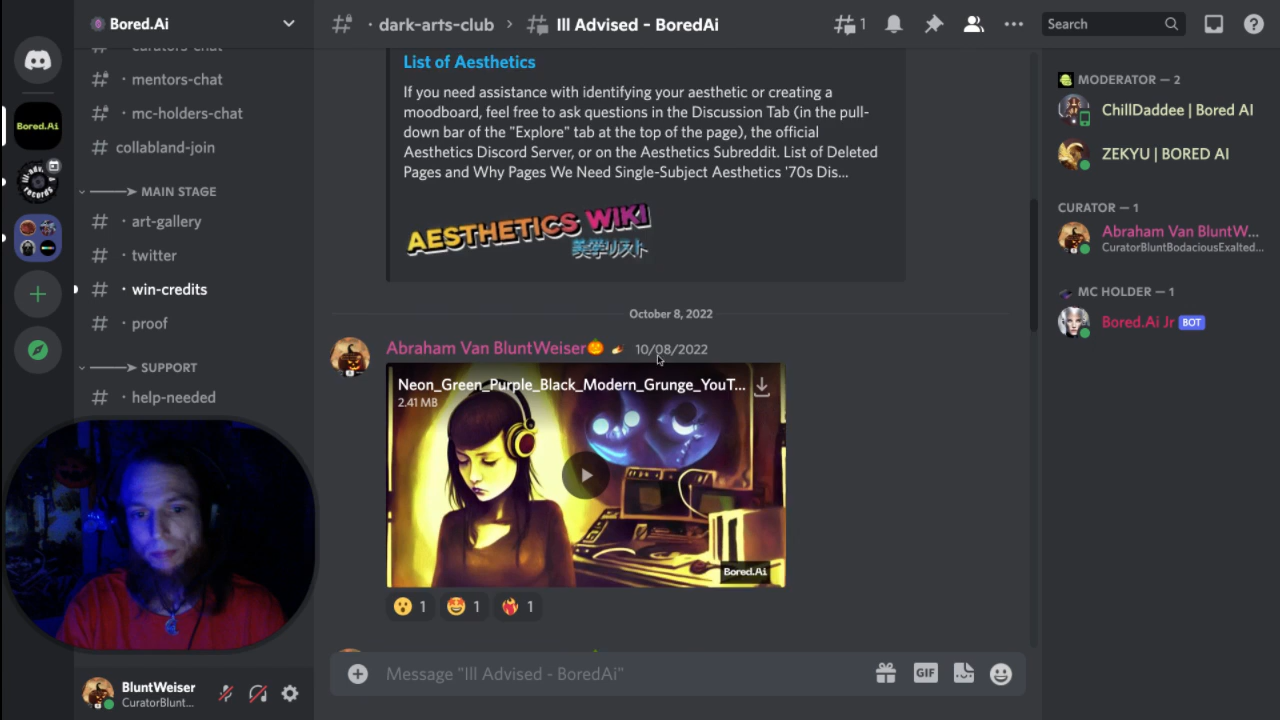 Bored.Ai
· dark-arts-club
Ill Advised - BoredAi
1
Search
curators-chat
· mentors-chat
· mc-holders-chat
collabland-join
MAIN STAGE
· art-gallery
· twitter
· win-credits
· proof
SUPPORT
· help-needed
Bored.Ai
BluntWeiser
CuratorBlunt...
List of Aesthetics
If you need assistance with identifying your aesthetic or creating a
moodboard, feel free to ask questions in the Discussion Tab (in the pull-
down bar of the "Explore" tab at the top of the page), the official
Aesthetics Discord Server, or on the Aesthetics Subreddit. List of Deleted
Pages and Why Pages We Need Single-Subject Aesthetics '70s Dis...
AESTHETICS WIKI
美学リスト
October 8, 2022
Abraham Van BluntWeiser🎃 10/08/2022
Neon_Green_Purple_Black_Modern_Grunge_YouT...
2.41 MB
Bored.Ai
😮 1 🤩 1 1
Message "Ill Advised - BoredAi"
GIF
MODERATOR — 2
ChillDaddee | Bored AI
ZEKYU | BORED AI
CURATOR — 1
Abraham Van BluntW...
CuratorBluntBodaciousExalted...
MC HOLDER — 1
Bored.Ai Jr BOT